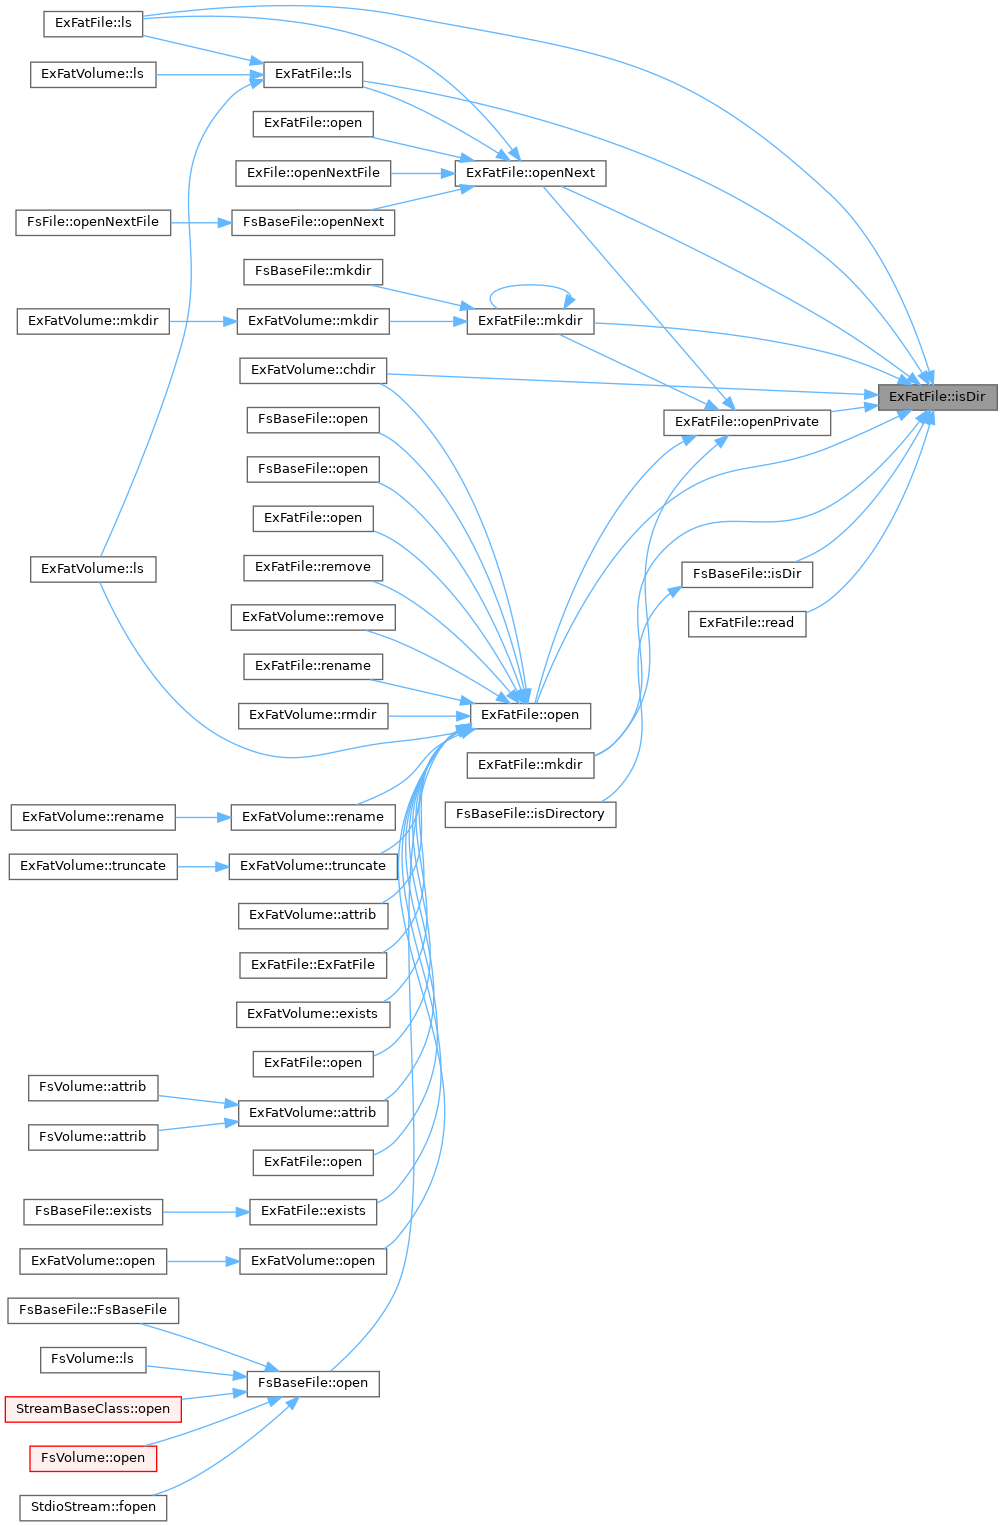 ExFatFile::ls
ExFatVolume::ls
ExFatFile::ls
ExFatFile::open
ExFile::openNextFile
ExFatFile::openNext
FsFile::openNextFile
FsBaseFile::openNext
FsBaseFile::mkdir
ExFatVolume::mkdir
ExFatVolume::mkdir
ExFatFile::mkdir
ExFatVolume::chdir
ExFatFile::isDir
FsBaseFile::open
ExFatFile::openPrivate
FsBaseFile::open
ExFatFile::open
ExFatVolume::ls
ExFatFile::remove
FsBaseFile::isDir
ExFatVolume::remove
ExFatFile::read
ExFatFile::rename
ExFatVolume::rmdir
ExFatFile::open
ExFatFile::mkdir
ExFatVolume::rename
ExFatVolume::rename
FsBaseFile::isDirectory
ExFatVolume::truncate
ExFatVolume::truncate
ExFatVolume::attrib
ExFatFile::ExFatFile
ExFatVolume::exists
ExFatFile::open
FsVolume::attrib
ExFatVolume::attrib
FsVolume::attrib
ExFatFile::open
FsBaseFile::exists
ExFatFile::exists
ExFatVolume::open
ExFatVolume::open
FsBaseFile::FsBaseFile
FsVolume::ls
FsBaseFile::open
StreamBaseClass::open
FsVolume::open
StdioStream::fopen